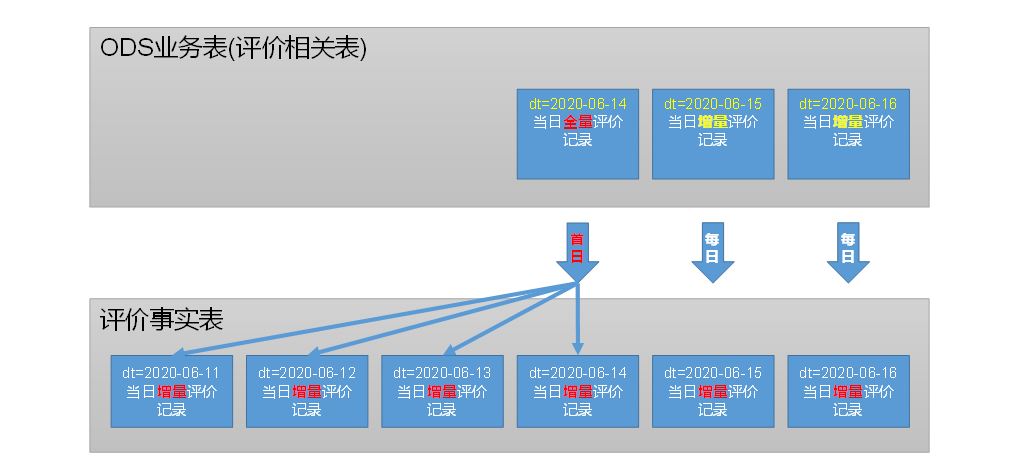 ODS业务表(评价相关表)
dt=2020-06-14
当日全量评价
记录
dt=2020-06-15
当日增量评价
记录
dt=2020-06-16
当日增量评价
记录
首
日
每
日
每
日
评价事实表
dt=2020-06-11
当日增量评价
记录
dt=2020-06-12
当日增量评价
记录
dt=2020-06-13
当日增量评价
记录
dt=2020-06-14
当日增量评价
记录
dt=2020-06-15
当日增量评价
记录
dt=2020-06-16
当日增量评价
记录